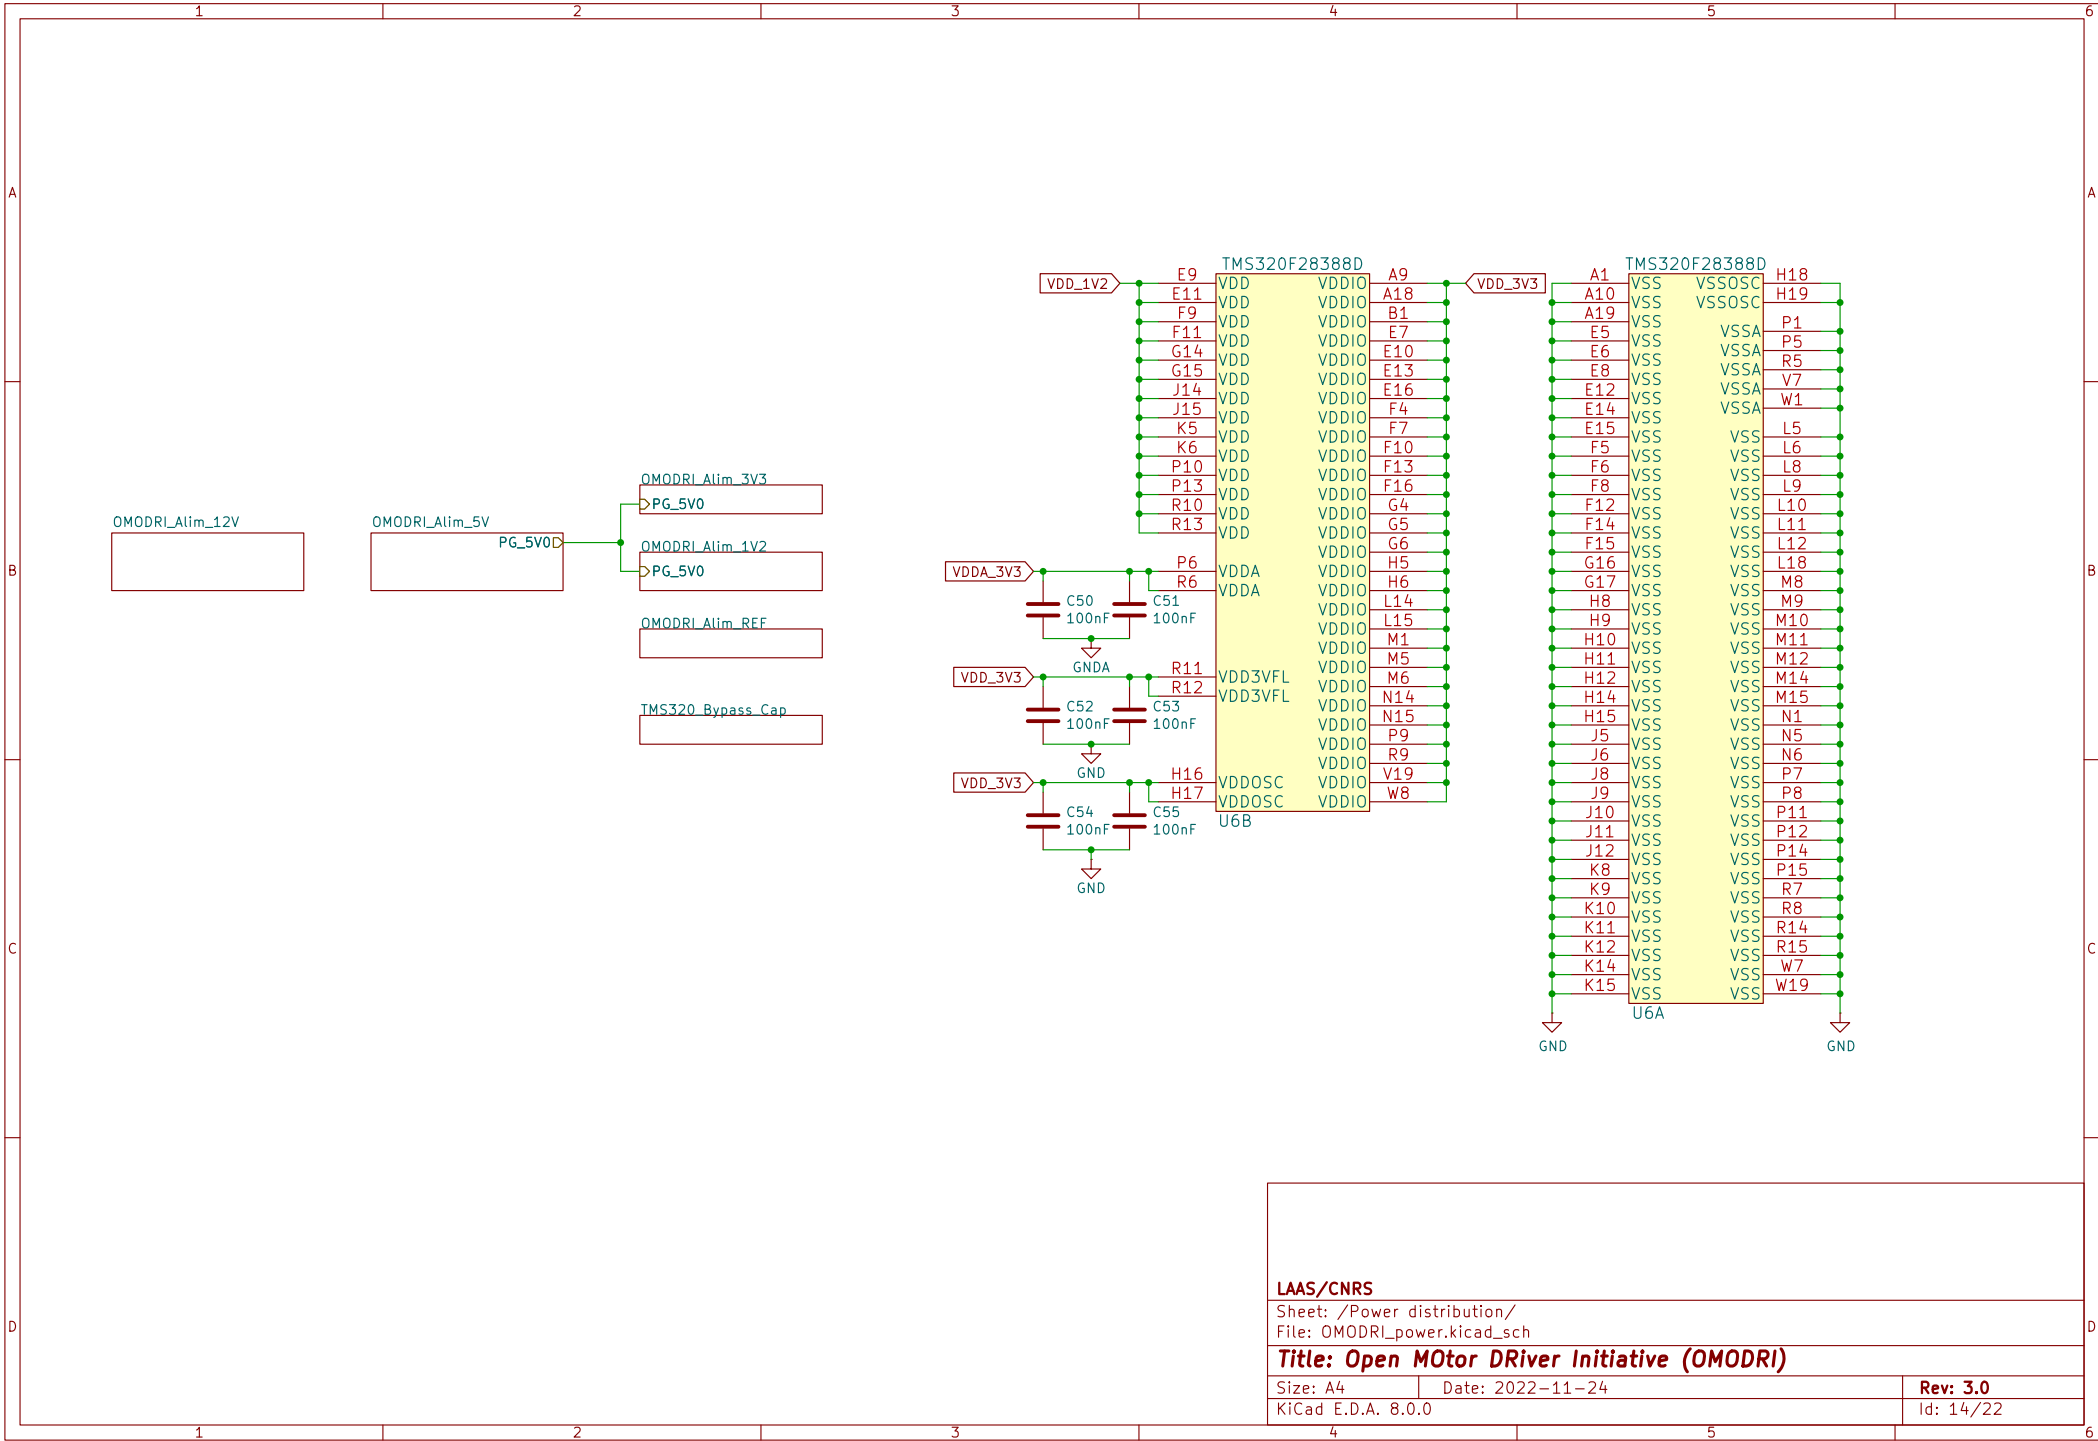 1 2 3 4 5 6
A A
B B
C C
D D
OMODRI_Alim_12V
OMODRI_Alim_5V
PG_5V0
OMODRI_Alim_3V3
PG_5V0
OMODRI_Alim_1V2
PG_5V0
OMODRI_Alim_REF
TMS320 Bypass Cap
TMS320F28388D
VDD_1V2
VDD_3V3
E9 VDD VDDIO A9
E11 VDD VDDIO A18
F9 VDD VDDIO B1
F11 VDD VDDIO E7
G14 VDD VDDIO E10
G15 VDD VDDIO E13
J14 VDD VDDIO E16
J15 VDD VDDIO F4
K5 VDD VDDIO F7
K6 VDD VDDIO F10
P10 VDD VDDIO F13
P13 VDD VDDIO F16
R10 VDD VDDIO G4
R13 VDD VDDIO G5
VDDIO G6
VDDA_3V3 P6 VDDA VDDIO H5
R6 VDDA VDDIO H6
C50 C51 VDDIO L14
100nF 100nF VDDIO L15
VDDIO M1
GNDA VDDIO M5
VDD_3V3 R11 VDD3VFL
VDDIO M6
R12 VDD3VFL
C52 C53 VDDIO N14
100nF 100nF VDDIO N15
VDDIO P9
GND VDDIO R9
VDD_3V3 H16 VDDOSC VDDIO V19
H17 VDDOSC VDDIO W8
C54 C55 U6B
100nF 100nF
GND
TMS320F28388D
A1 VSS VSSOSC H18
A10 VSS VSSOSC H19
A19 VSS VSSA P1
E5 VSS VSSA P5
E6 VSS VSSA R5
E8 VSS VSSA V7
E12 VSS VSSA W1
E14 VSS
E15 VSS VSS L5
F5 VSS VSS L6
F6 VSS VSS L8
F8 VSS VSS L9
F12 VSS VSS L10
F14 VSS VSS L11
F15 VSS VSS L12
G16 VSS VSS L18
G17 VSS VSS M8
H8 VSS VSS M9
H9 VSS VSS M10
H10 VSS VSS M11
H11 VSS VSS M12
H12 VSS VSS M14
H14 VSS VSS M15
H15 VSS VSS N1
J5 VSS VSS N5
J6 VSS VSS N6
J8 VSS VSS P7
J9 VSS VSS P8
J10 VSS VSS P11
J11 VSS VSS P12
J12 VSS VSS P14
K8 VSS VSS P15
K9 VSS VSS R7
K10 VSS VSS R8
K11 VSS VSS R14
K12 VSS VSS R15
K14 VSS VSS W7
K15 VSS VSS W19
U6A
GND GND
LAAS/CNRS
Sheet: /Power distribution/
File: OMODRI_power.kicad_sch
Title: Open MOtor DRiver Initiative (OMODRI)
Size: A4 Date: 2022-11-24 Rev: 3.0
KiCad E.D.A. 8.0.0 Id: 14/22
1 2 3 4 5 6